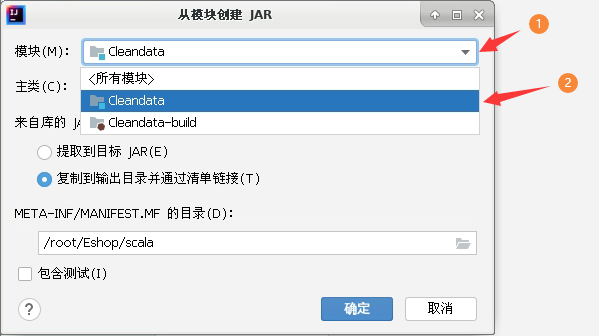 从模块创建 JAR
模块(M): Cleandata
<所有模块>
主类(C):
Cleandata
来自库的 JA
Cleandata-build
提取到目标 JAR(E)
复制到输出目录并通过清单链接(T)
META-INF/MANIFEST.MF 的目录(D):
/root/Eshop/scala
包含测试(I)
? 确定 取消
1
2